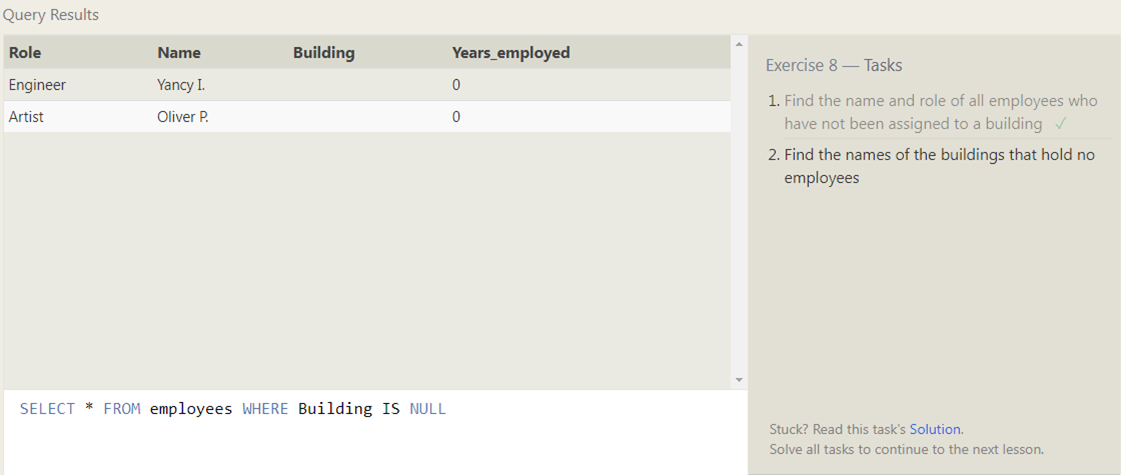 Query Results
Role Name Building Years_employed
Engineer Yancy I. 0
Artist Oliver P. 0
SELECT * FROM employees WHERE Building IS NULL
Exercise 8 — Tasks
1. Find the name and role of all employees who
have not been assigned to a building ✓
2. Find the names of the buildings that hold no
employees
Stuck? Read this task's Solution.
Solve all tasks to continue to the next lesson.